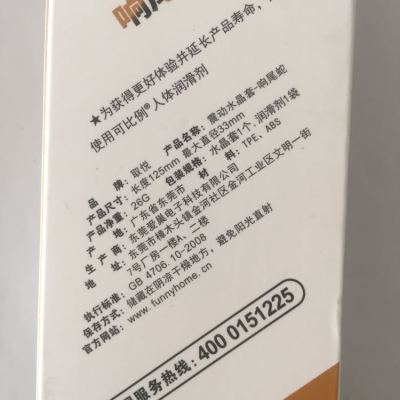 响尾
★为获得更好体验并延长产品寿命，
使用可比例®人体润滑剂
品 牌：取悦 产品名称：震动水晶套-响尾蛇
产品尺寸：长度125mm 最大直径33mm
产品净重：26G 包装规格：水晶套1个，润滑剂1袋
产 地：广东省东莞市 材 料：TPE、ABS
生 产 商：东莞爱巢电子科技有限公司
地 址：东莞市樟木头镇金河社区金河工业区文明一街
7号厂房一楼A、二楼
执行标准：GB 4706.10-2008
保存方式：储藏在阴凉干燥地方，避免阳光直射
官方网站：www.funnyhome.cn
服务热线：400 0151225